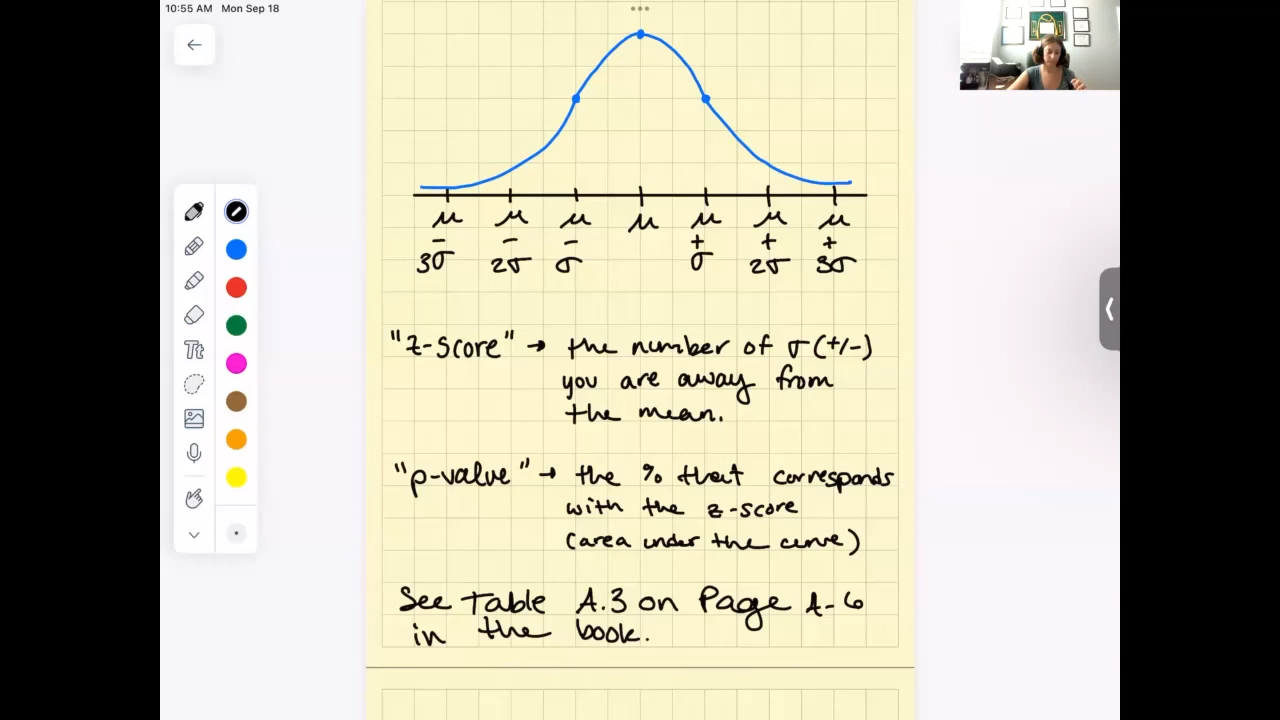 10:55 AM Mon Sep 18
μ μ μ μ μ μ μ
− − − + + +
3σ 2σ σ σ 2σ 3σ
"z-score" → the number of σ (+/-)
you are away from
the mean.
"p-value" → the % that corresponds
with the z-score
(area under the curve)
See Table A.3 on Page A-6
in the book.
Tt